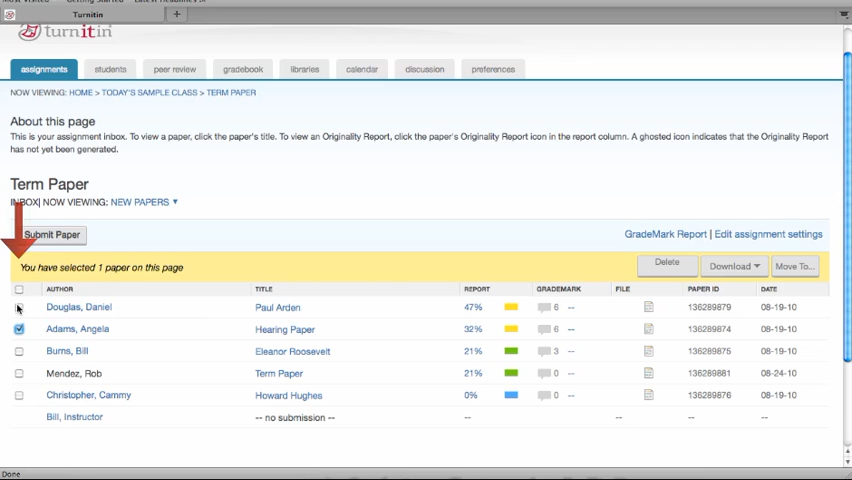 Most Visited
Getting Started
Latest Headlines
Turnitin
+
turnitin
assignments students peer review gradebook libraries calendar discussion preferences
NOW VIEWING: HOME > TODAY'S SAMPLE CLASS > TERM PAPER
About this page
This is your assignment inbox. To view a paper, click the paper's title. To view an Originality Report, click the paper's Originality Report icon in the report column. A ghosted icon indicates that the Originality Report
has not yet been generated.
Term Paper
INBOX| NOW VIEWING: NEW PAPERS ▼
Submit Paper GradeMark Report | Edit assignment settings
You have selected 1 paper on this page Delete Download ▼ Move To...
AUTHOR TITLE REPORT GRADEMARK FILE PAPER ID DATE
Douglas, Daniel Paul Arden 47% 6 -- 136289879 08-19-10
Adams, Angela Hearing Paper 32% 6 -- 136289874 08-19-10
Burns, Bill Eleanor Roosevelt 21% 3 -- 136289875 08-19-10
Mendez, Rob Term Paper 21% 0 -- 136289881 08-24-10
Christopher, Cammy Howard Hughes 0% 0 -- 136289876 08-19-10
Bill, Instructor -- no submission -- -- -- -- --
Done